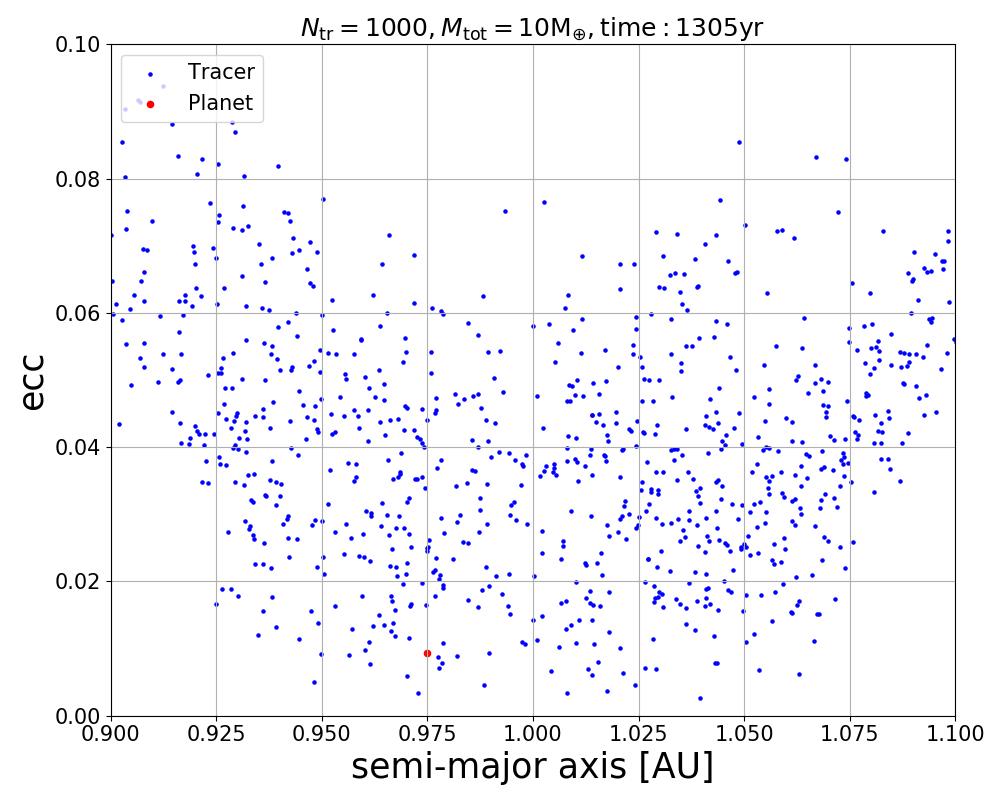 N_tr = 1000, M_tot = 10M_⊕, time : 1305yr
0.10
Tracer
Planet
0.08
0.06
ecc
0.04
0.02
0.00
0.900 0.925 0.950 0.975 1.000 1.025 1.050 1.075 1.100
semi-major axis [AU]